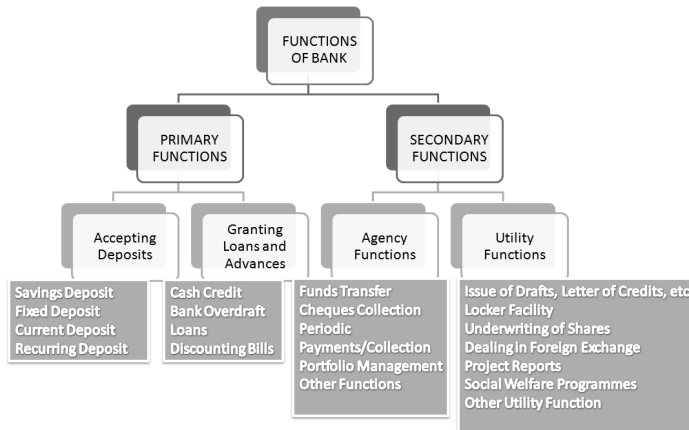 FUNCTIONS
OF BANK
PRIMARY
FUNCTIONS
SECONDARY
FUNCTIONS
Accepting
Deposits
Granting
Loans and
Advances
Agency
Functions
Utility
Functions
Savings Deposit
Fixed Deposit
Current Deposit
Recurring Deposit
Cash Credit
Bank Overdraft
Loans
Discounting Bills
Funds Transfer
Cheques Collection
Periodic
Payments/Collection
Portfolio Management
Other Functions
Issue of Drafts, Letter of Credits, etc
Locker Facility
Underwriting of Shares
Dealing in Foreign Exchange
Project Reports
Social Welfare Programmes
Other Utility Function